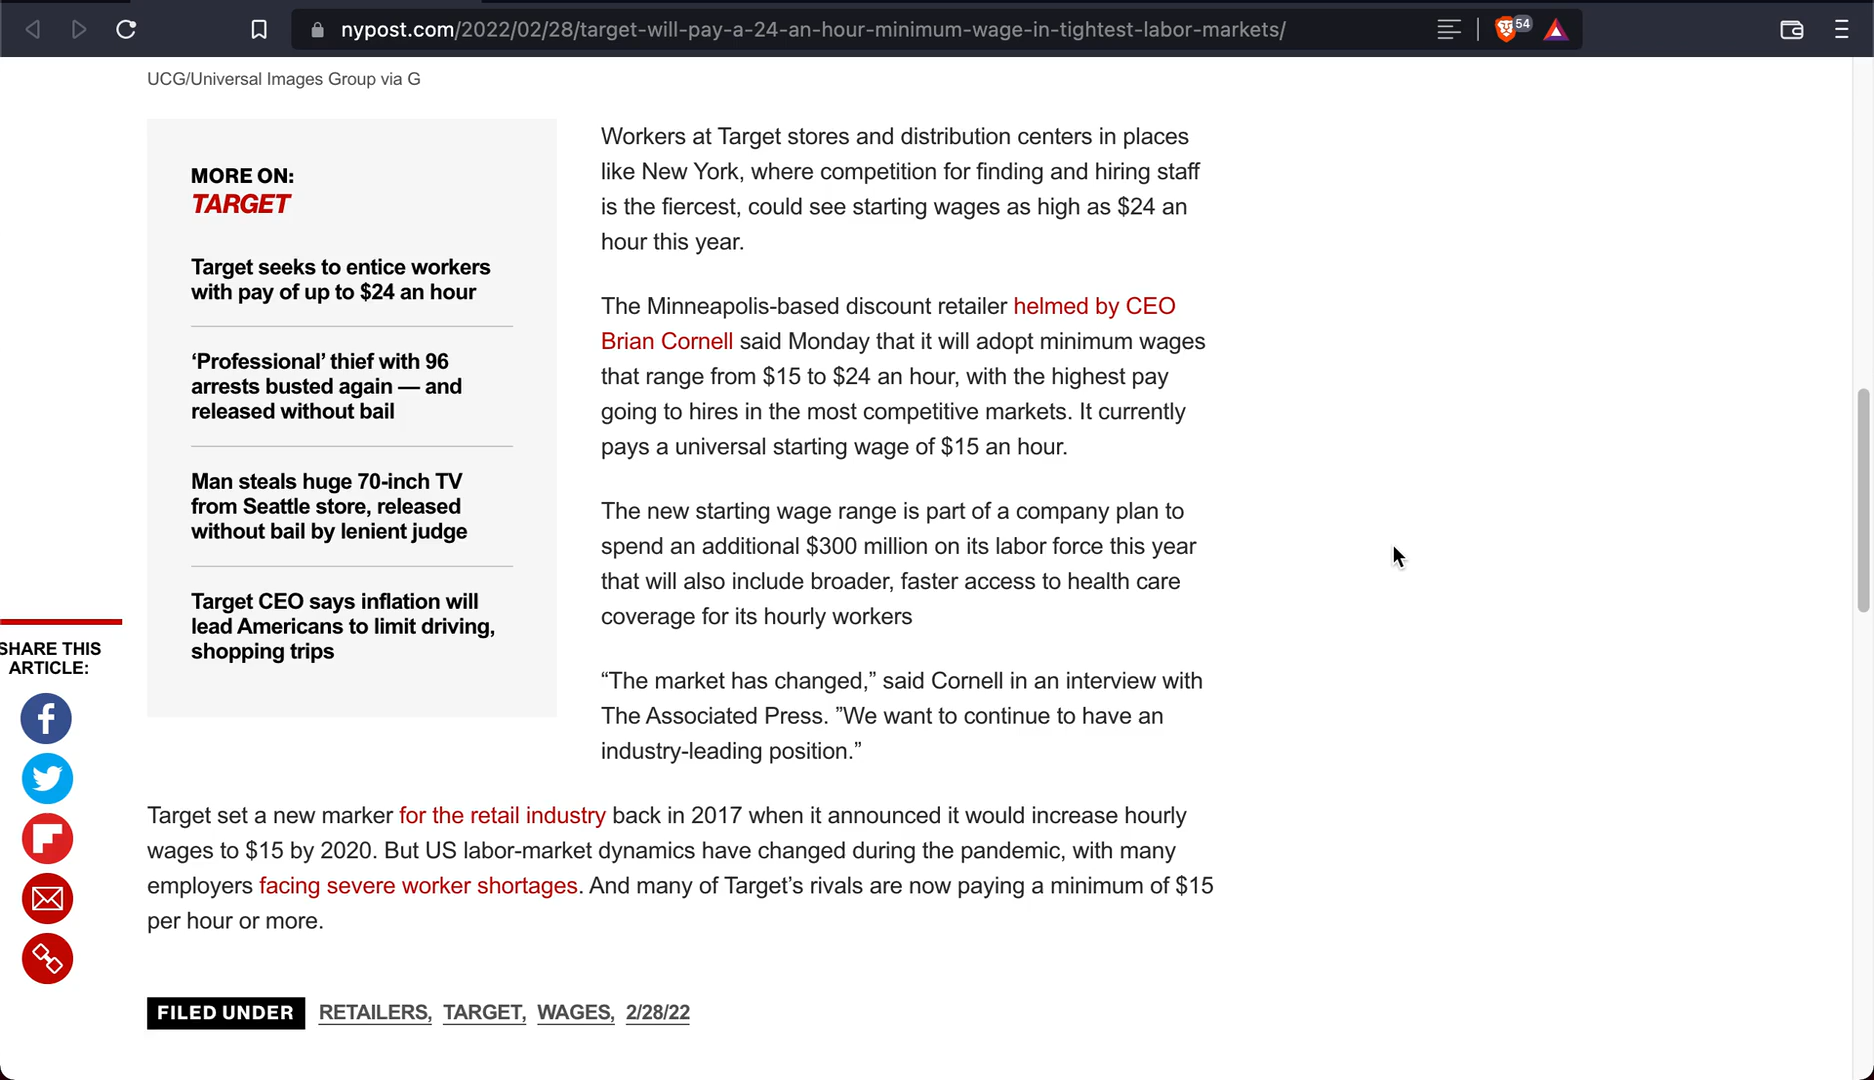 nypost.com/2022/02/28/target-will-pay-a-24-an-hour-minimum-wage-in-tightest-labor-markets/
54
UCG/Universal Images Group via G
MORE ON:
TARGET
Target seeks to entice workers
with pay of up to $24 an hour
‘Professional’ thief with 96
arrests busted again — and
released without bail
Man steals huge 70-inch TV
from Seattle store, released
without bail by lenient judge
Target CEO says inflation will
lead Americans to limit driving,
shopping trips
Workers at Target stores and distribution centers in places
like New York, where competition for finding and hiring staff
is the fiercest, could see starting wages as high as $24 an
hour this year.
The Minneapolis-based discount retailer helmed by CEO
Brian Cornell said Monday that it will adopt minimum wages
that range from $15 to $24 an hour, with the highest pay
going to hires in the most competitive markets. It currently
pays a universal starting wage of $15 an hour.
The new starting wage range is part of a company plan to
spend an additional $300 million on its labor force this year
that will also include broader, faster access to health care
coverage for its hourly workers
“The market has changed,” said Cornell in an interview with
The Associated Press. ”We want to continue to have an
industry-leading position.”
Target set a new marker for the retail industry back in 2017 when it announced it would increase hourly
wages to $15 by 2020. But US labor-market dynamics have changed during the pandemic, with many
employers facing severe worker shortages. And many of Target’s rivals are now paying a minimum of $15
per hour or more.
SHARE THIS
ARTICLE:
FILED UNDER RETAILERS, TARGET, WAGES, 2/28/22